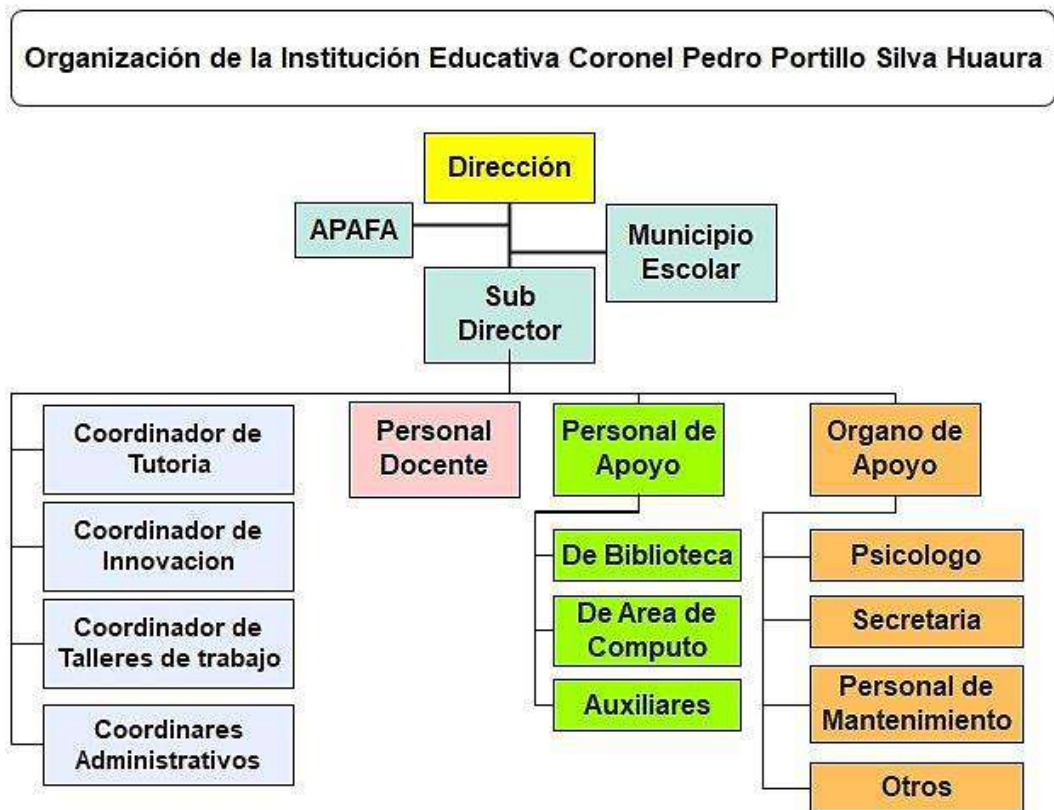 Organización de la Institución Educativa Coronel Pedro Portillo Silva Huaura
Dirección
APAFA
Municipio
Escolar
Sub
Director
Coordinador de
Tutoria
Coordinador de
Innovacion
Coordinador de
Talleres de trabajo
Coordinares
Administrativos
Personal
Docente
Personal de
Apoyo
De Biblioteca
De Area de
Computo
Auxiliares
Organo de
Apoyo
Psicologo
Secretaria
Personal de
Mantenimiento
Otros